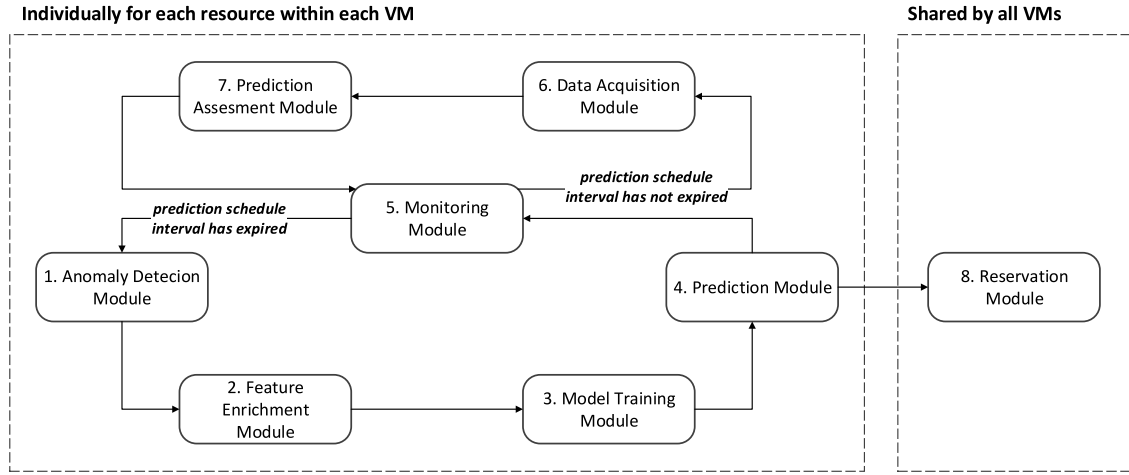 Individually for each resource within each VM
Shared by all VMs
7. Prediction
Assesment Module
6. Data Acquisition
Module
prediction schedule
interval has not expired
prediction schedule
interval has expired
5. Monitoring
Module
1. Anomaly Detecion
Module
4. Prediction Module
8. Reservation
Module
2. Feature
Enrichment
Module
3. Model Training
Module